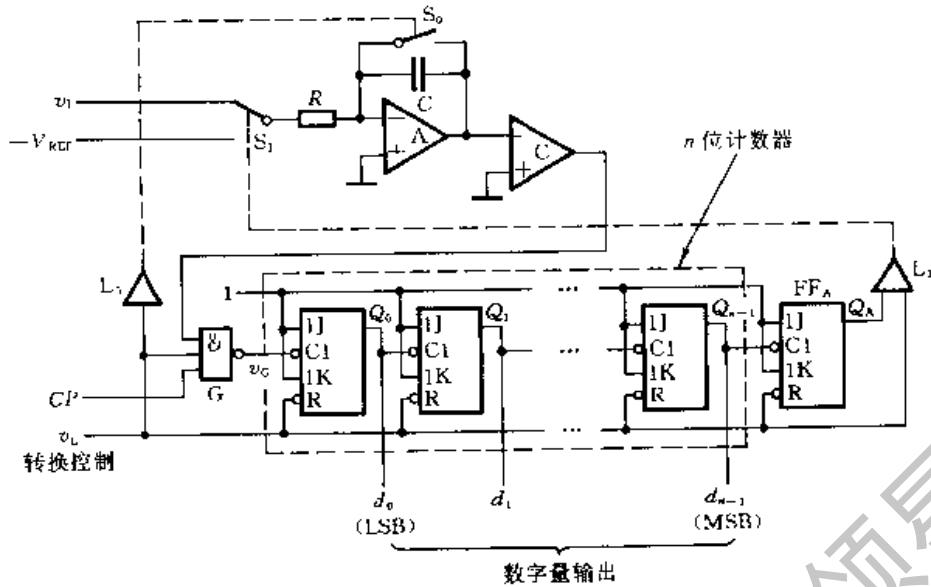 S₀
v₁
R
C
−V_REF
S₁
A
−
+
C
−
+
n 位计数器
L₀
L₁
1
&
G
v_G
CP
v_L
转换控制
1J
C1
1K
R
Q₀
1J
C1
1K
R
Q₁
...
1J
C1
1K
R
Q_{n-1}
FF_A
1J
C1
1K
R
Q_A
...
...
d₀
(LSB)
d₁
d_{n-1}
(MSB)
数字量输出